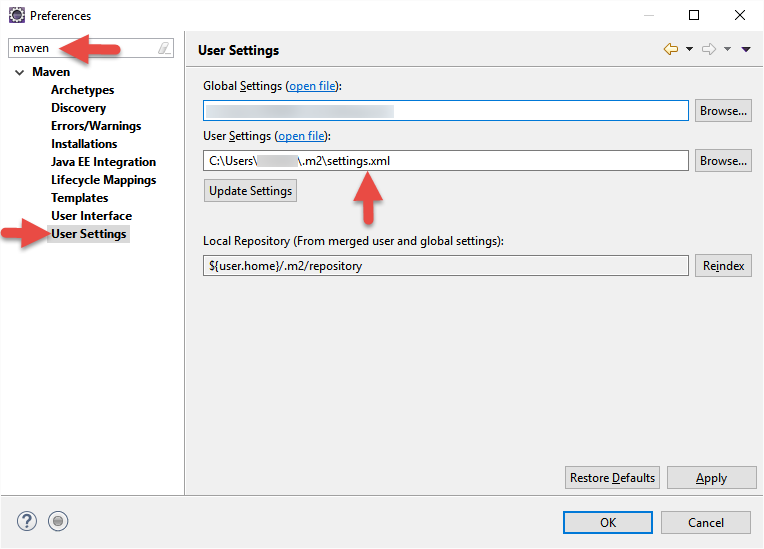 Preferences
maven
Maven
Archetypes
Discovery
Errors/Warnings
Installations
Java EE Integration
Lifecycle Mappings
Templates
User Interface
User Settings
User Settings
Global Settings (open file):
Browse...
User Settings (open file):
C:\Users\ \.m2\settings.xml
Browse...
Update Settings
Local Repository (From merged user and global settings):
${user.home}/.m2/repository
Reindex
Restore Defaults
Apply
?
OK
Cancel